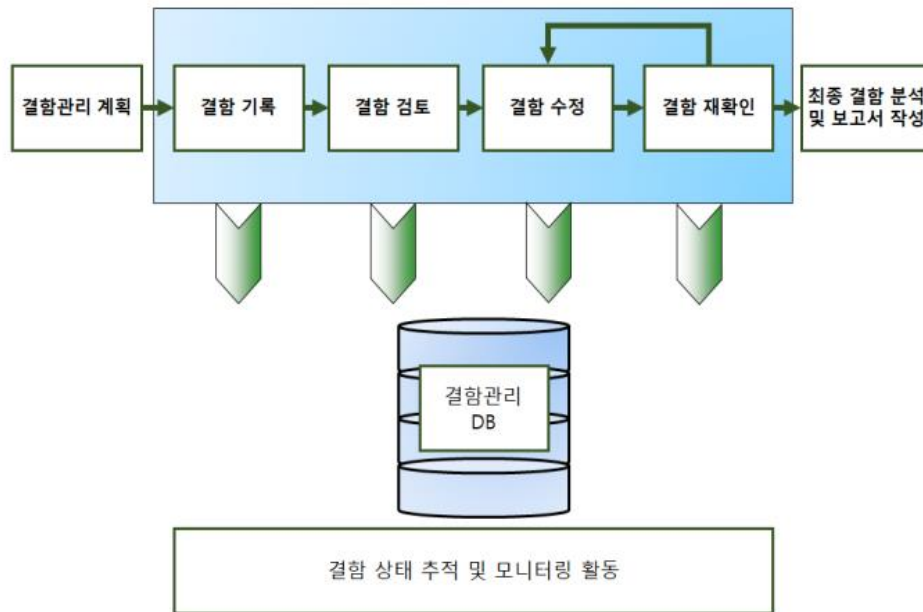 결함관리 계획
결함 기록
결함 검토
결함 수정
결함 재확인
최종 결함 분석
및 보고서 작성
결함관리
DB
결함 상태 추적 및 모니터링 활동